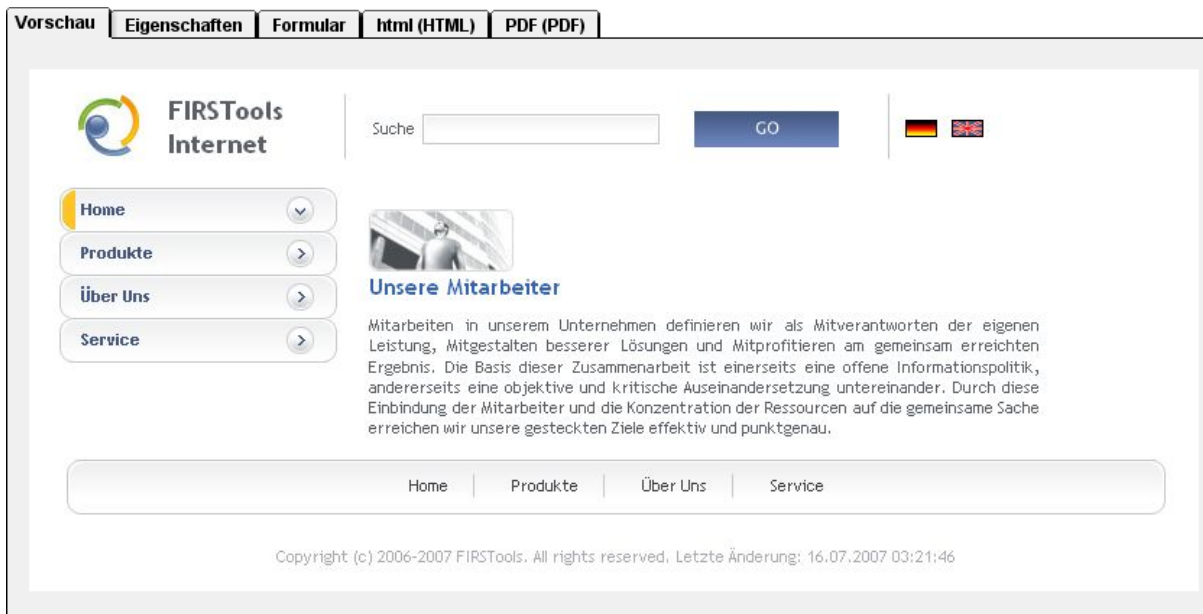 Vorschau Eigenschaften Formular html (HTML) PDF (PDF)
FIRSTools
Internet
Suche GO
Home
Produkte
Über Uns
Service
Unsere Mitarbeiter
Mitarbeiten in unserem Unternehmen definieren wir als Mitverantworten der eigenen
Leistung, Mitgestalten besserer Lösungen und Mitprofitieren am gemeinsam erreichten
Ergebnis. Die Basis dieser Zusammenarbeit ist einerseits eine offene Informationspolitik,
andererseits eine objektive und kritische Auseinandersetzung untereinander. Durch diese
Einbindung der Mitarbeiter und die Konzentration der Ressourcen auf die gemeinsame Sache
erreichen wir unsere gesteckten Ziele effektiv und punktgenau.
Home Produkte Über Uns Service
Copyright (c) 2006-2007 FIRSTools. All rights reserved. Letzte Änderung: 16.07.2007 03:21:46